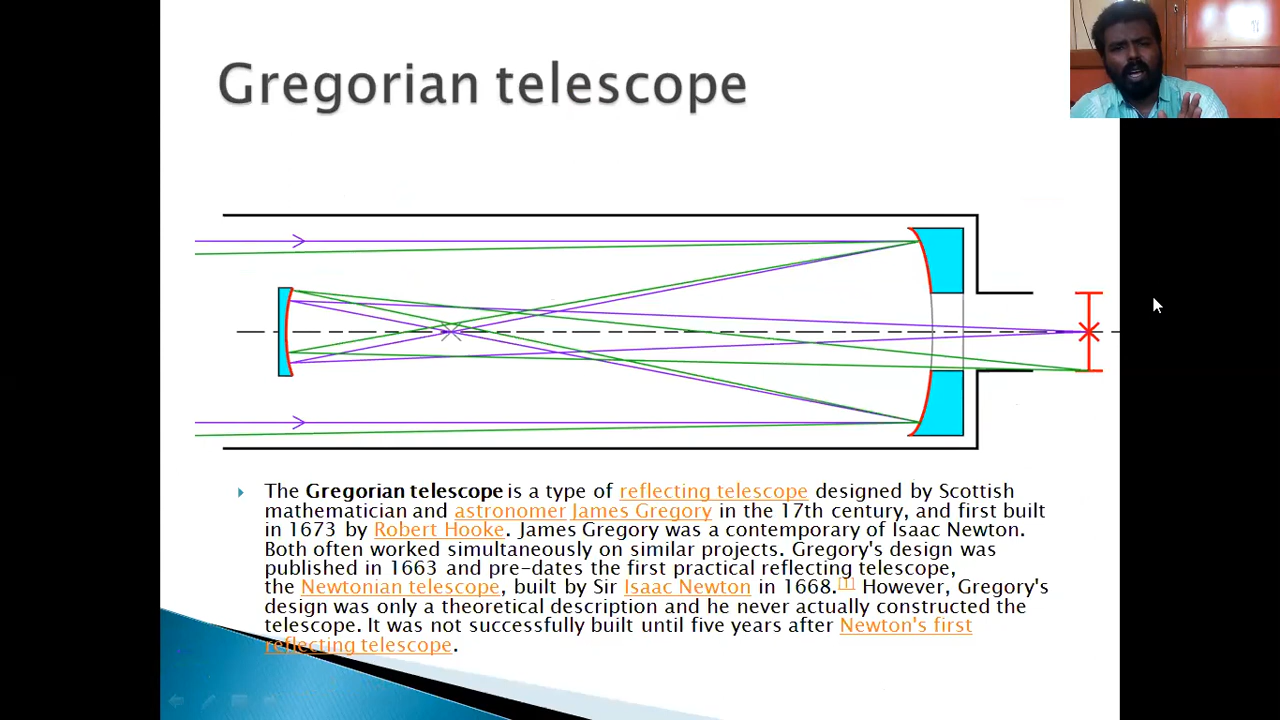 Gregorian telescope
The Gregorian telescope is a type of reflecting telescope designed by Scottish
mathematician and astronomer James Gregory in the 17th century, and first built
in 1673 by Robert Hooke. James Gregory was a contemporary of Isaac Newton.
Both often worked simultaneously on similar projects. Gregory's design was
published in 1663 and pre-dates the first practical reflecting telescope,
the Newtonian telescope, built by Sir Isaac Newton in 1668.[1] However, Gregory's
design was only a theoretical description and he never actually constructed the
telescope. It was not successfully built until five years after Newton's first
reflecting telescope.